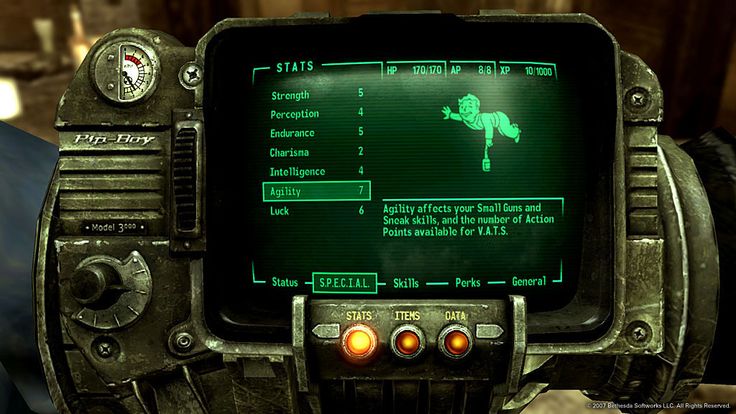 STATS
HP 170/170 AP 8/8 XP 10/1000
Strength 5
Perception 4
Endurance 5
Charisma 2
Intelligence 4
Agility 7
Luck 6
Agility affects your Small Guns and
Sneak skills, and the number of Action
Points available for V.A.T.S.
Status S.P.E.C.I.A.L. Skills Perks General
Pip-Boy
Model 3000
STATS ITEMS DATA
© 2007 Bethesda Softworks LLC. All Rights Reserved.